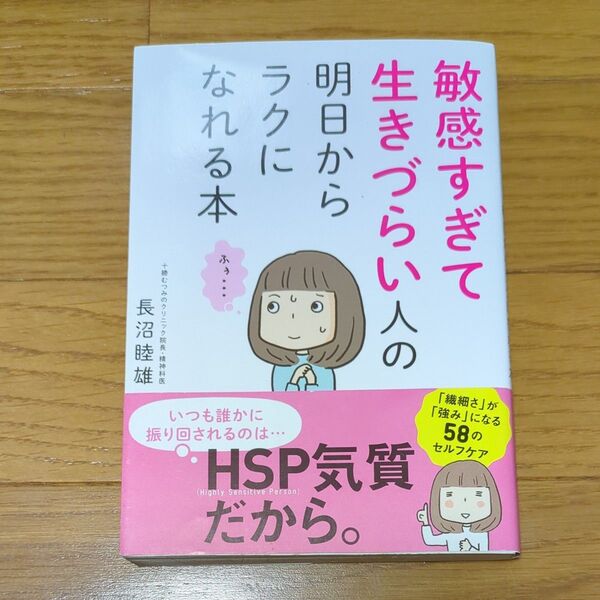 敏感すぎて
生きづらい人の
明日から
ラクに
なれる本
ふぅ…
十勝むつみのクリニック院長・精神科医
長沼睦雄
いつも誰かに
振り回されるのは…
「繊細さ」が
「強み」になる
58の
セルフケア
HSP気質
(Highly Sensitive Person)
だから。